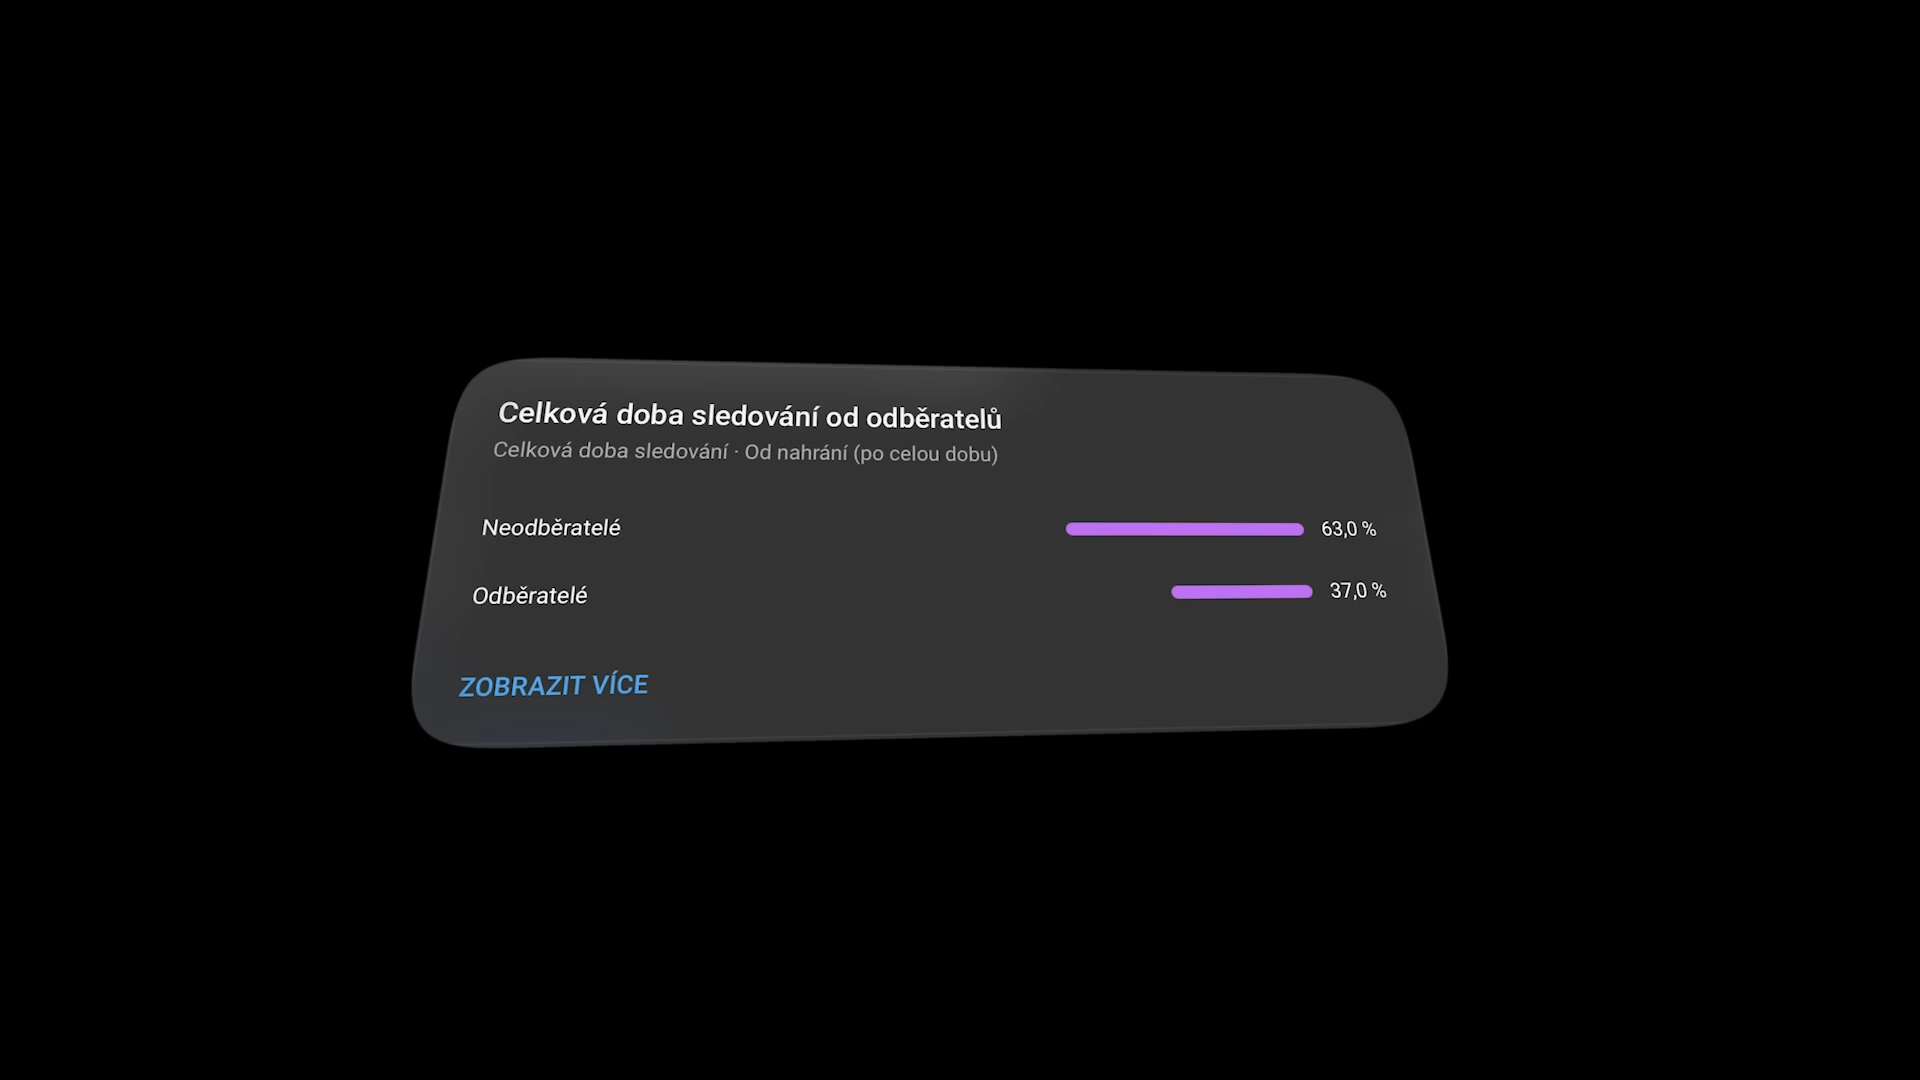 Celková doba sledování od odběratelů
Celková doba sledování · Od nahrání (po celou dobu)
Neodběratelé 63,0 %
Odběratelé 37,0 %
ZOBRAZIT VÍCE